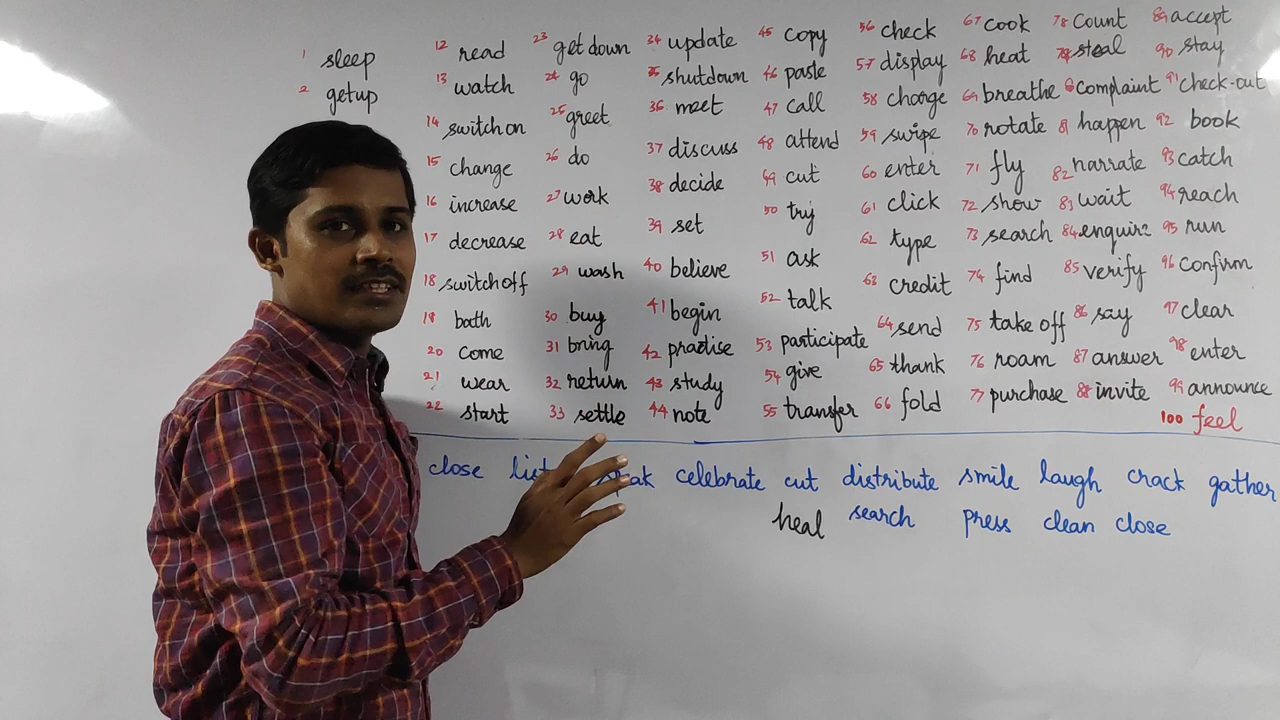 1 sleep
2 getup
12 read
13 watch
14 switch on
15 change
16 increase
17 decrease
18 switch off
19 bath
20 come
21 wear
22 start
23 get down
24 go
25 greet
26 do
27 work
28 eat
29 wash
30 buy
31 bring
32 return
33 settle
34 update
35 shutdown
36 meet
37 discuss
38 decide
39 set
40 believe
41 begin
42 practise
43 study
44 note
45 copy
46 paste
47 call
48 attend
49 cut
50 try
51 ask
52 talk
53 participate
54 give
55 transfer
56 check
57 display
58 charge
59 swipe
60 enter
61 click
62 type
63 credit
64 send
65 thank
66 fold
67 cook
68 heat
69 breathe
70 rotate
71 fly
72 show
73 search
74 find
75 take off
76 roam
77 purchase
78 count
79 steal
80 complaint
81 happen
82 narrate
83 wait
84 enquire
85 verify
86 say
87 answer
88 invite
89 accept
90 stay
91 check-out
92 book
93 catch
94 reach
95 run
96 confirm
97 clear
98 enter
99 announce
100 feel
close celebrate cut distribute smile laugh crack gather
heal search press clean close